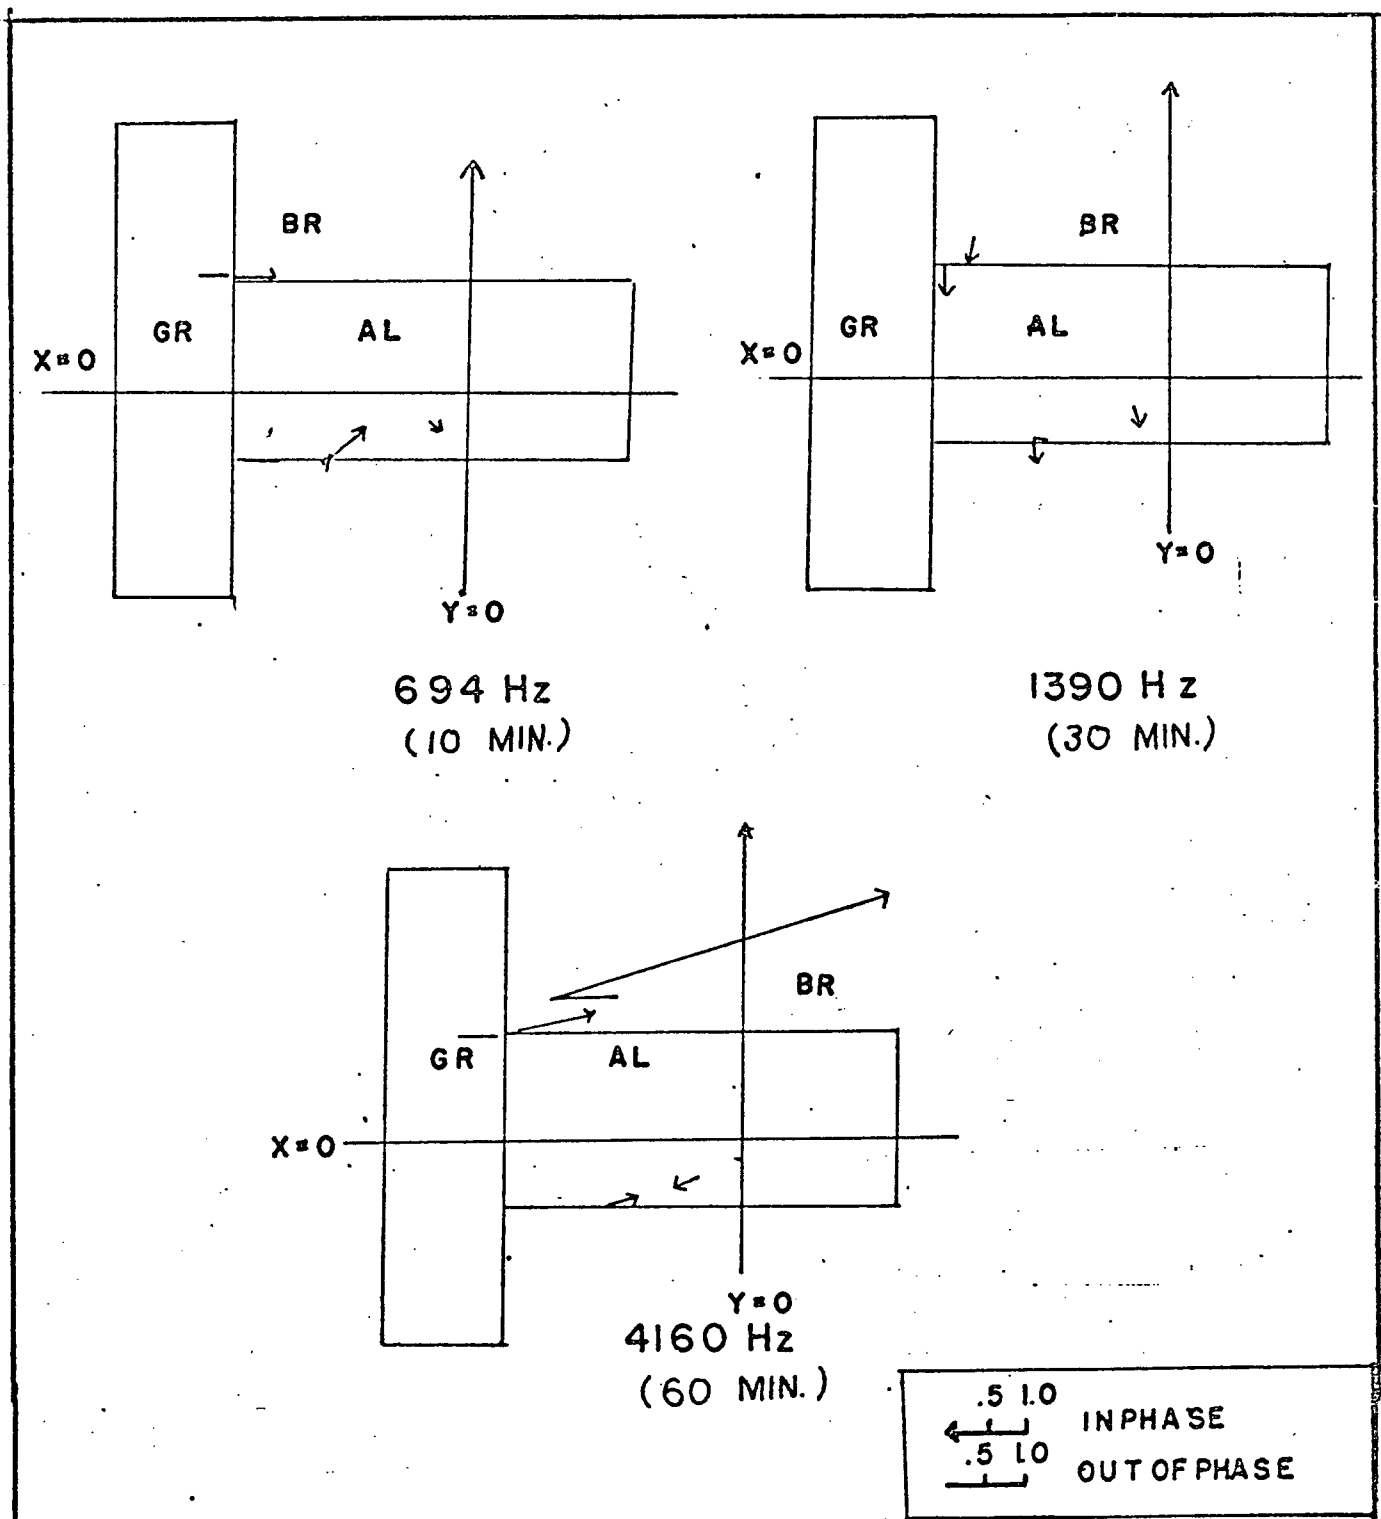 BR
GR
AL
X=0
Y=0
694 Hz
(10 MIN.)
BR
GR
AL
X=0
Y=0
1390 Hz
(30 MIN.)
BR
GR
AL
X=0
Y=0
4160 Hz
(60 MIN.)
.5 1.0
INPHASE
.5 1.0
OUT OF PHASE